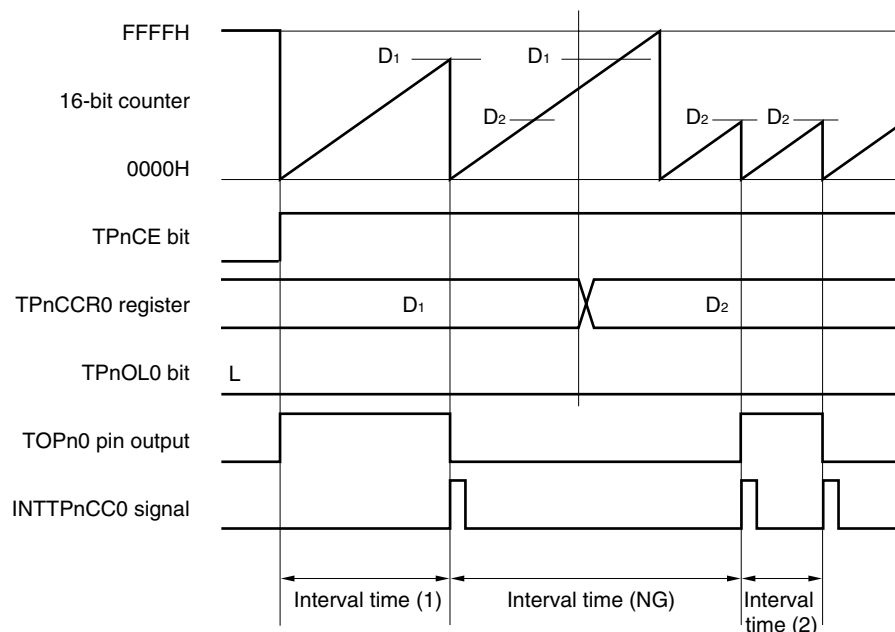 FFFFH
D1 D1
16-bit counter
D2 D2 D2
0000H
TPnCE bit
TPnCCR0 register D1 D2
TPnOL0 bit L
TOPn0 pin output
INTTPnCC0 signal
Interval time (1) Interval time (NG) Interval
time (2)